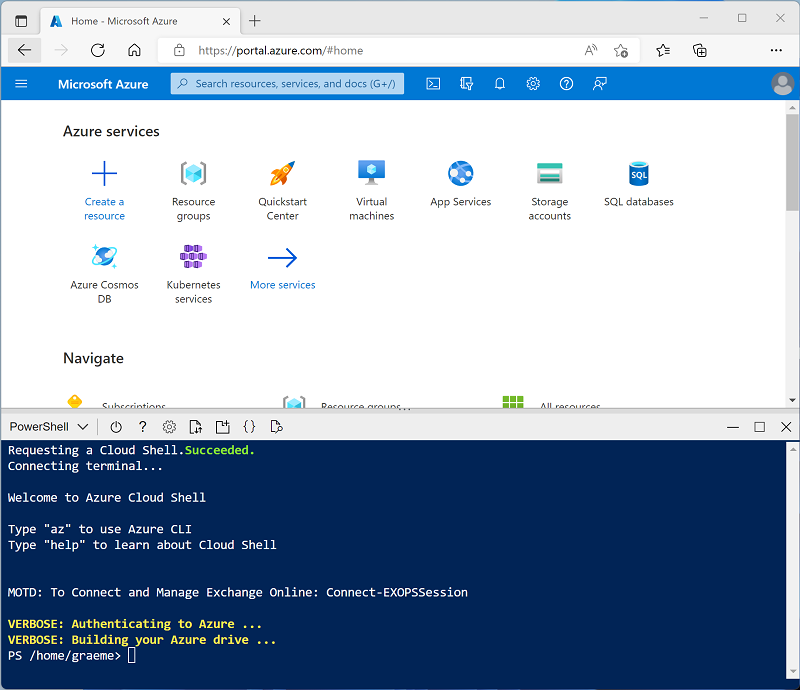 Home - Microsoft Azure
https://portal.azure.com/#home
Microsoft Azure
Search resources, services, and docs (G+/)
Azure services
Create a resource
Resource groups
Quickstart Center
Virtual machines
App Services
Storage accounts
SQL
SQL databases
Azure Cosmos DB
Kubernetes services
More services
Navigate
Subscriptions
Resource groups
All resources
PowerShell
Requesting a Cloud Shell.Succeeded.
Connecting terminal...
Welcome to Azure Cloud Shell
Type "az" to use Azure CLI
Type "help" to learn about Cloud Shell
MOTD: To Connect and Manage Exchange Online: Connect-EXOPSSession
VERBOSE: Authenticating to Azure ...
VERBOSE: Building your Azure drive ...
PS /home/graeme>